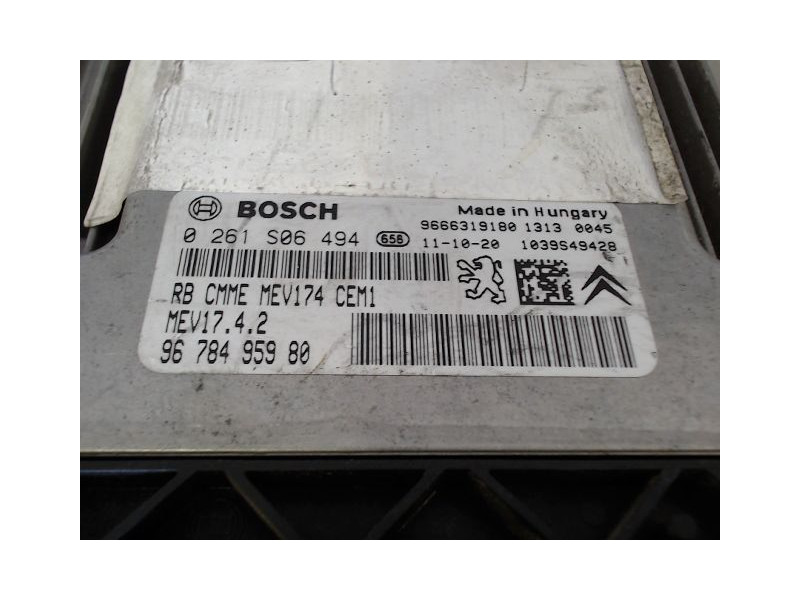 BOSCH
Made in Hungary
0 261 S06 494 658
9666319180 1313 0045
11-10-20 1039S49428
RB CMME MEV174 CEM1
MEV17.4.2
96 784 959 80